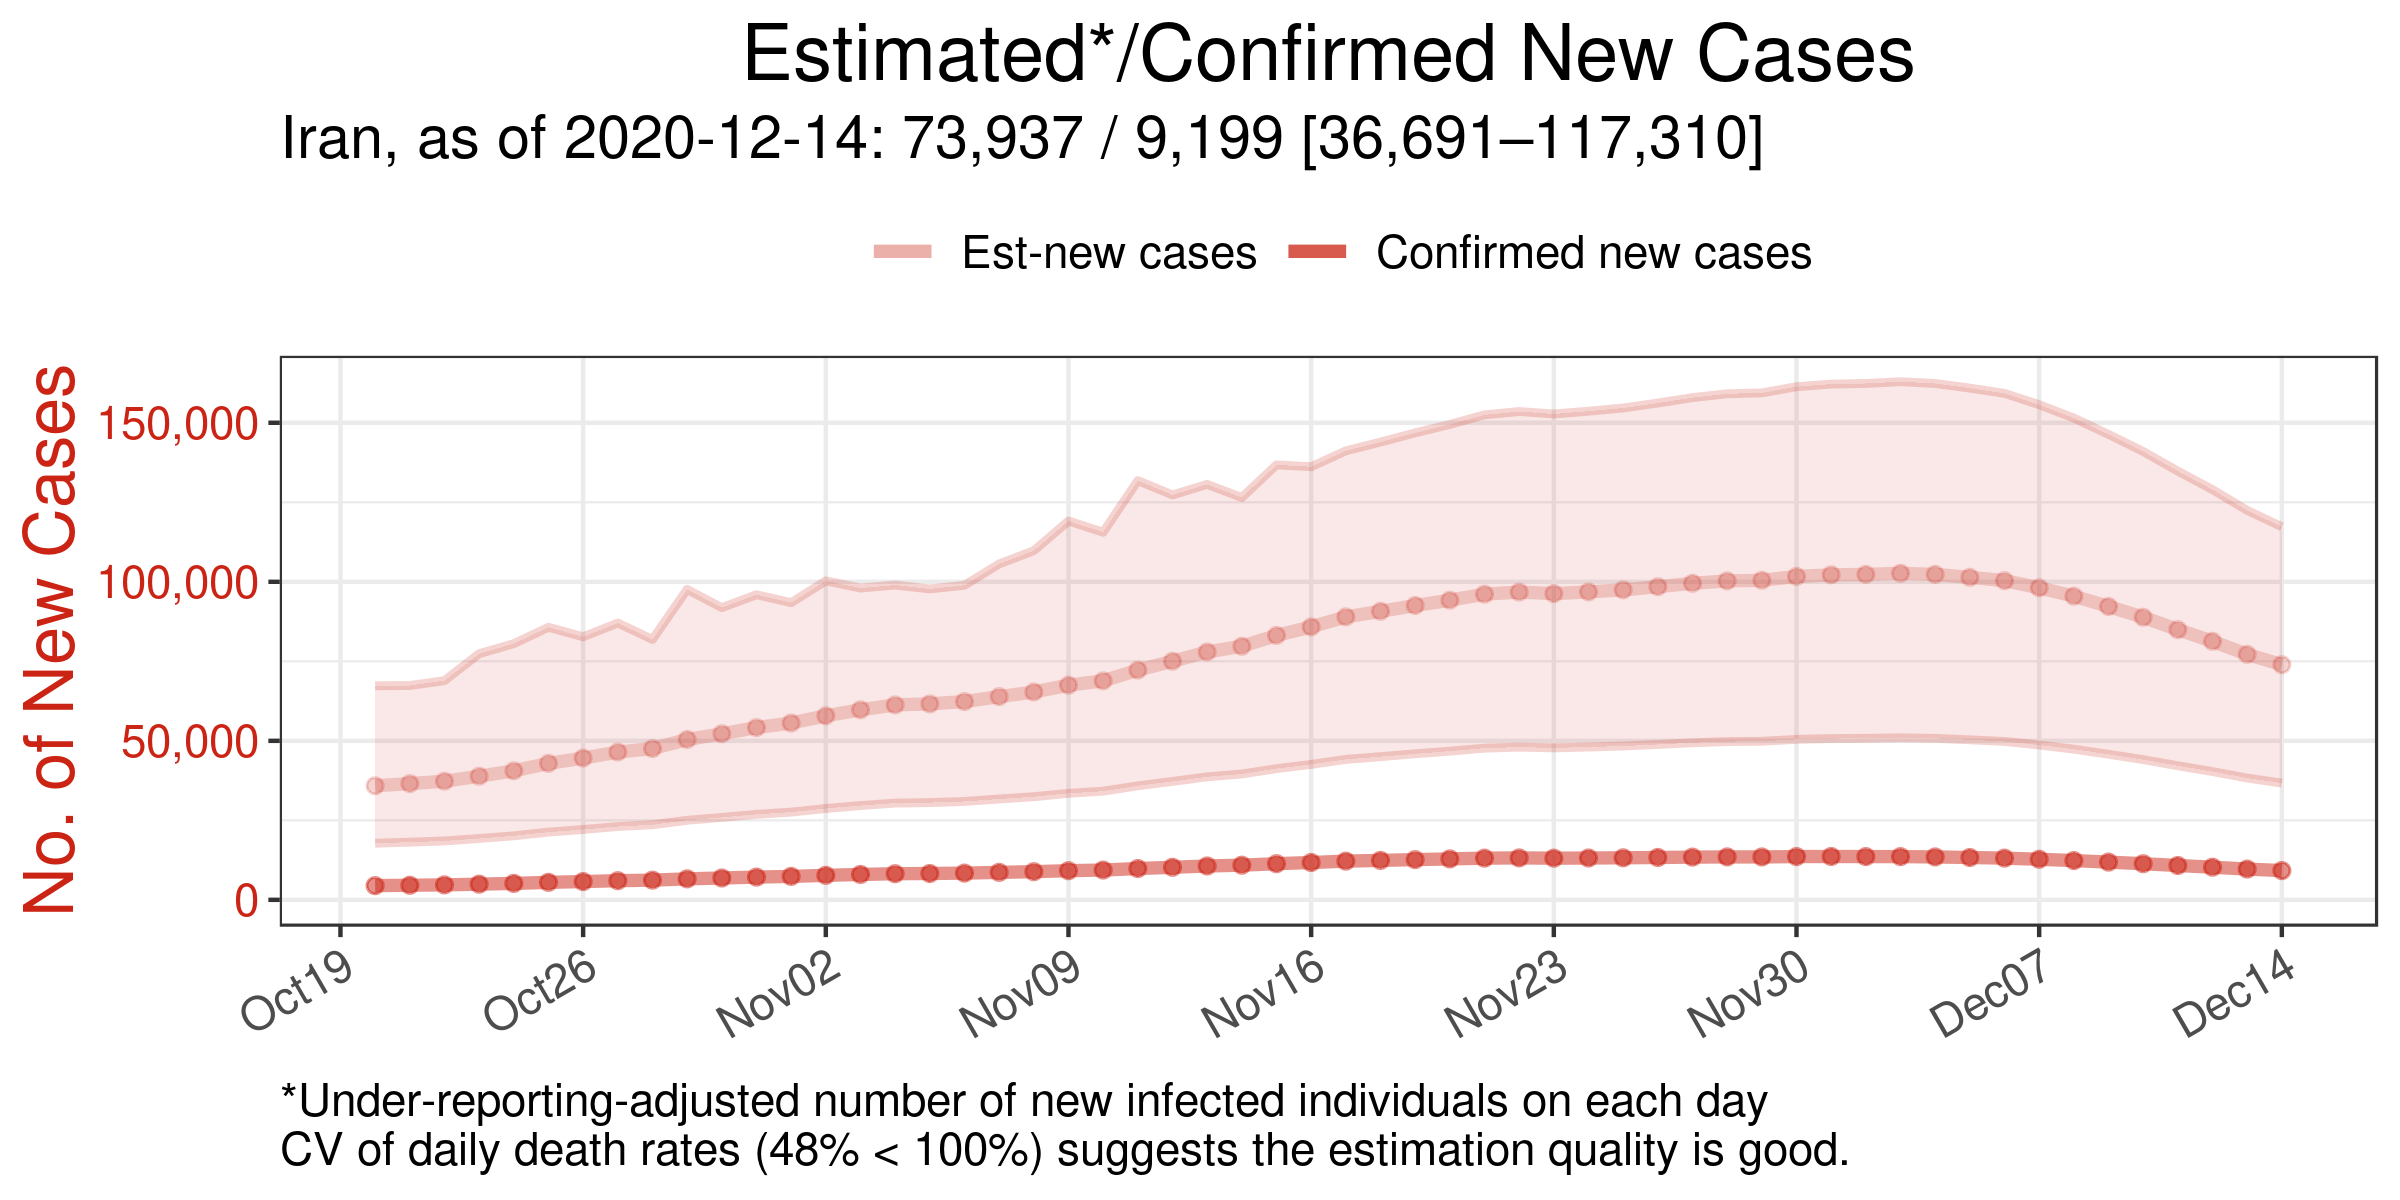 Estimated*/Confirmed New Cases
Iran, as of 2020-12-14: 73,937 / 9,199 [36,691–117,310]
Est-new cases
Confirmed new cases
No. of New Cases
150,000
100,000
50,000
0
Oct19
Oct26
Nov02
Nov09
Nov16
Nov23
Nov30
Dec07
Dec14
*Under-reporting-adjusted number of new infected individuals on each day
CV of daily death rates (48% < 100%) suggests the estimation quality is good.